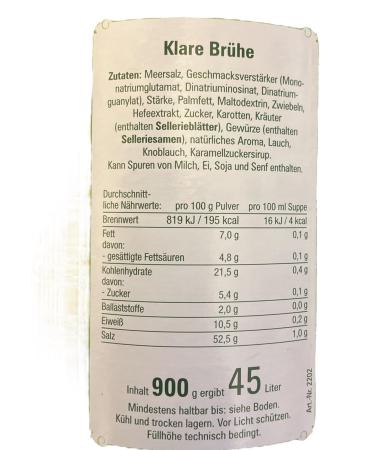 Klare Brühe
Zutaten: Meersalz, Geschmacksverstärker (Mono-
natriumglutamat, Dinatriuminosinat, Dinatrium-
guanylat), Stärke, Palmfett, Maltodextrin, Zwiebeln,
Hefeextrakt, Zucker, Karotten, Kräuter
(enthalten Sellerieblätter), Gewürze (enthalten
Selleriesamen), natürliches Aroma, Lauch,
Knoblauch, Karamellzuckersirup.
Kann Spuren von Milch, Ei, Soja und Senf enthalten.
Durchschnitt-
liche Nährwerte: pro 100 g Pulver pro 100 ml Suppe
Brennwert 819 kJ / 195 kcal 16 kJ / 4 kcal
Fett 7,0 g 0,1 g
davon:
- gesättigte Fettsäuren 4,8 g 0,1 g
Kohlenhydrate 21,5 g 0,4 g
davon:
- Zucker 5,4 g 0,1 g
Ballaststoffe 2,0 g 0,0 g
Eiweiß 10,5 g 0,2 g
Salz 52,5 g 1,0 g
Inhalt 900 g ergibt 45 Liter
Mindestens haltbar bis: siehe Boden.
Kühl und trocken lagern. Vor Licht schützen.
Füllhöhe technisch bedingt.
Art.-Nr. 2202